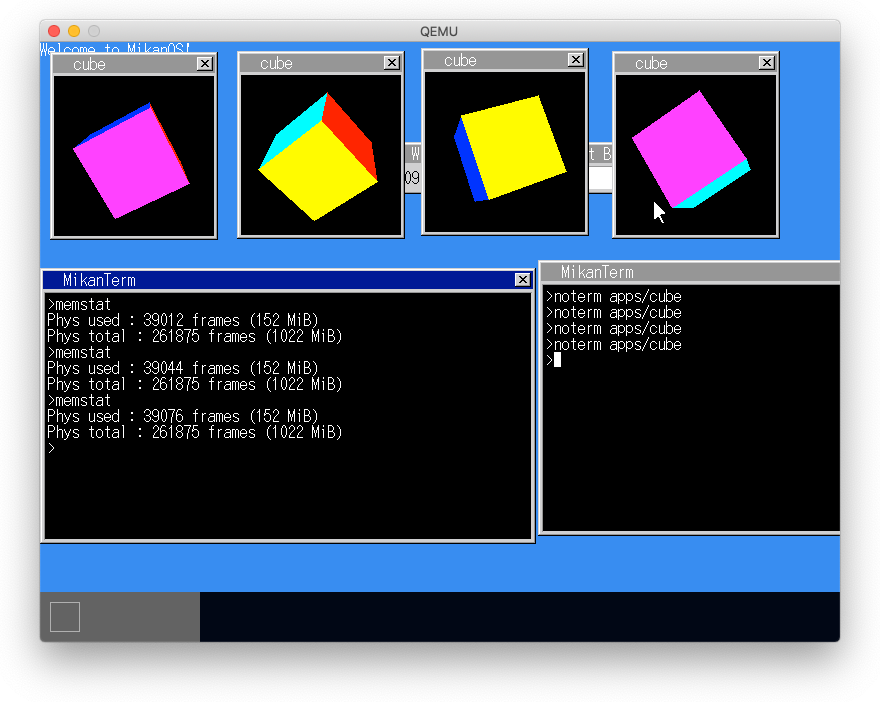 QEMU
Welcome to MikanOS!
cube
cube
cube
cube
W
t B
09
MikanTerm
>memstat
Phys used : 39012 frames (152 MiB)
Phys total : 261875 frames (1022 MiB)
>memstat
Phys used : 39044 frames (152 MiB)
Phys total : 261875 frames (1022 MiB)
>memstat
Phys used : 39076 frames (152 MiB)
Phys total : 261875 frames (1022 MiB)
>
MikanTerm
>noterm apps/cube
>noterm apps/cube
>noterm apps/cube
>noterm apps/cube
>